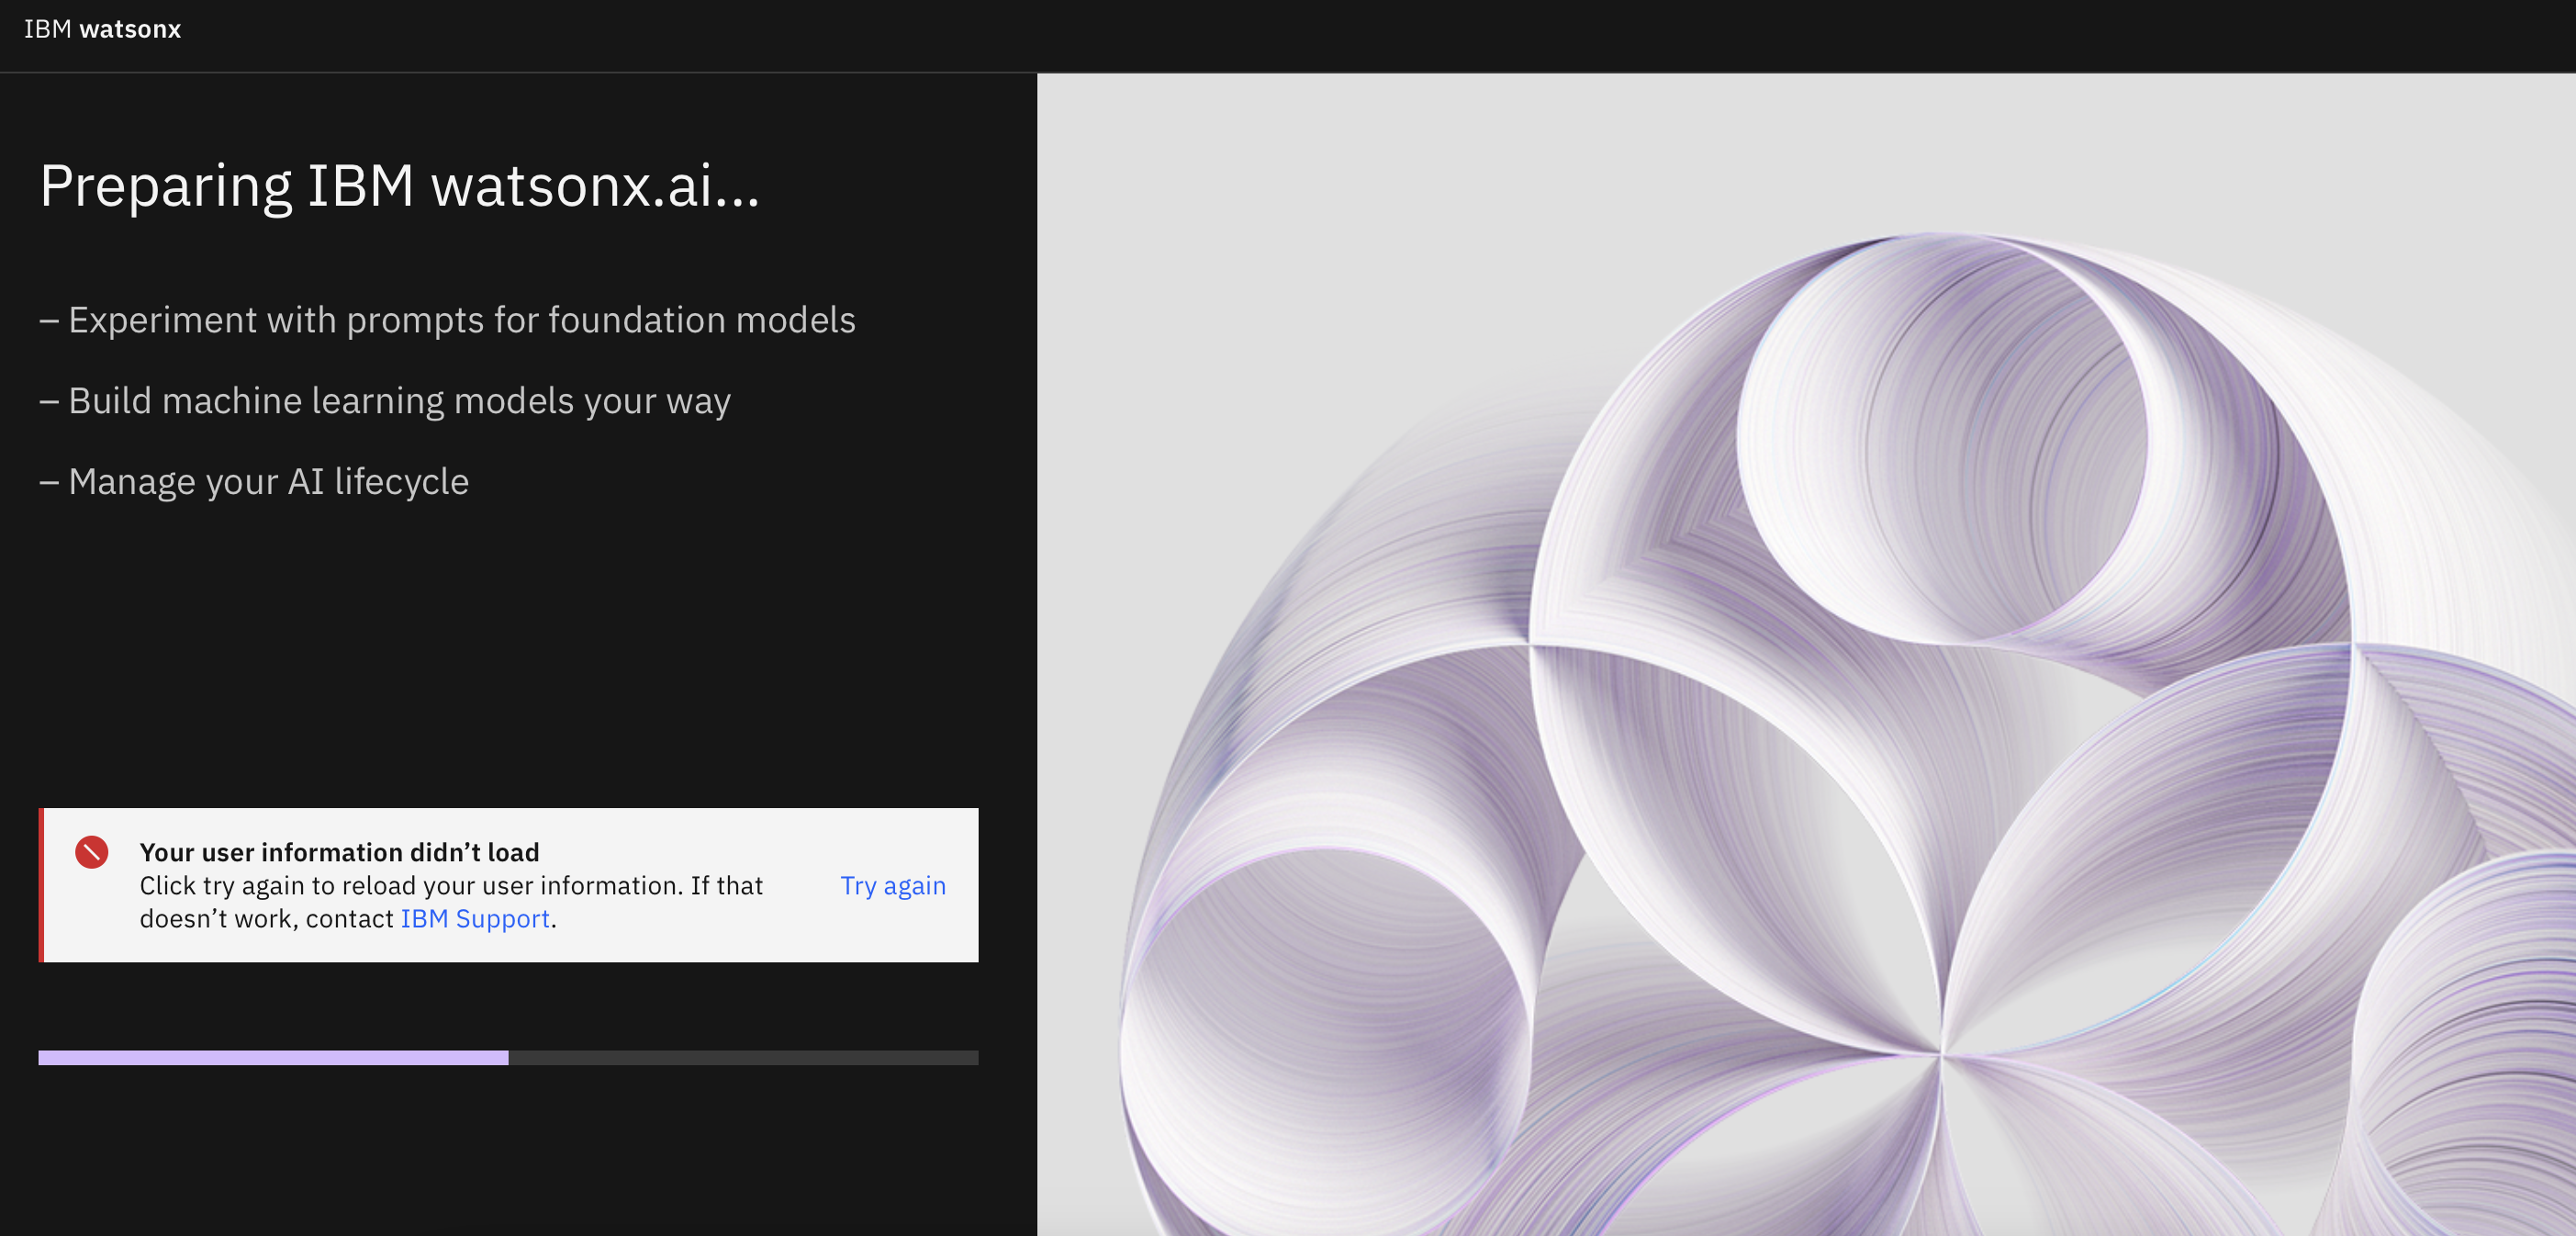 IBM watsonx
Preparing IBM watsonx.ai...
– Experiment with prompts for foundation models
– Build machine learning models your way
– Manage your AI lifecycle
Your user information didn’t load
Click try again to reload your user information. If that
doesn’t work, contact IBM Support.
Try again